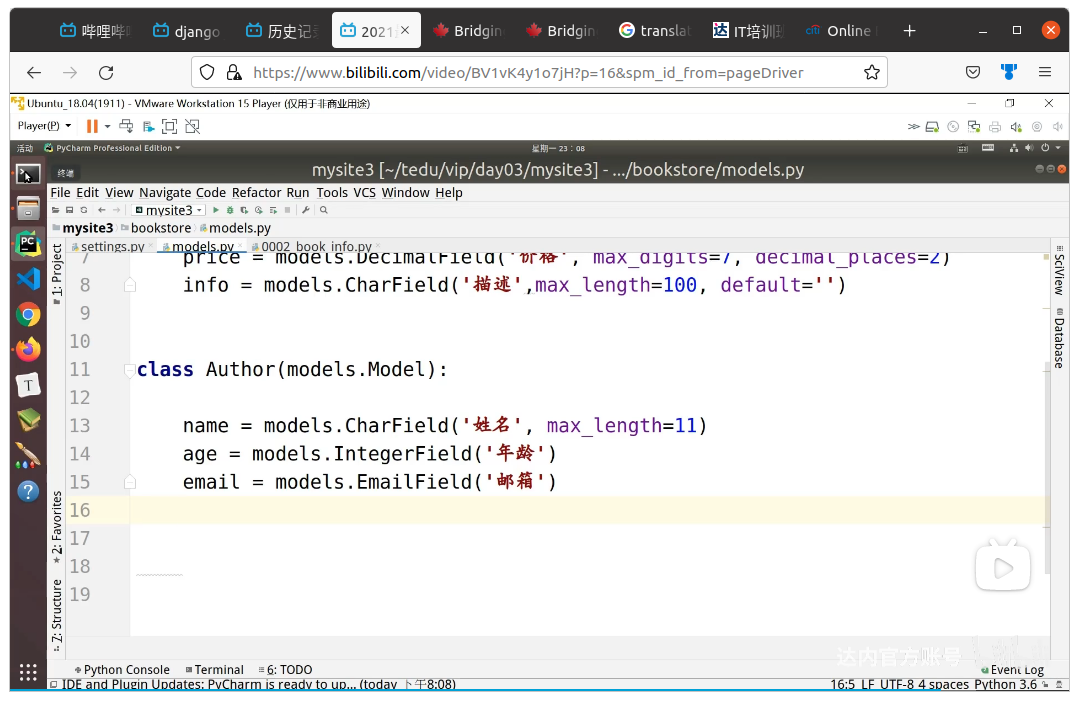 哔哩哔
django
历史记
2021
Bridgin
Bridgin
translat
IT培训
Online
https://www.bilibili.com/video/BV1vK4y1o7jH?p=16&spm_id_from=pageDriver
Ubuntu_18.04(1911) - VMware Workstation 15 Player (仅用于非商业用途)
Player(P)
活动 PyCharm Professional Edition 星期一 23：08
终端
mysite3 [~/tedu/vip/day03/mysite3] - .../bookstore/models.py
File Edit View Navigate Code Refactor Run Tools VCS Window Help
mysite3
mysite3 bookstore models.py
settings.py models.py 0002_book_info.py
7 price = models.DecimalField('价格', max_digits=7, decimal_places=2)
8 info = models.CharField('描述',max_length=100, default='')
9
10
11 class Author(models.Model):
12
13 name = models.CharField('姓名', max_length=11)
14 age = models.IntegerField('年龄')
15 email = models.EmailField('邮箱')
16
17
18
19
1: Project
2: Favorites
7: Structure
SciView
Database
达内官方账号
Python Console Terminal 6: TODO Event Log
IDE and Plugin Updates: PyCharm is ready to up... (today 下午8:08) 16:5 LF UTF-8 4 spaces Python 3.6